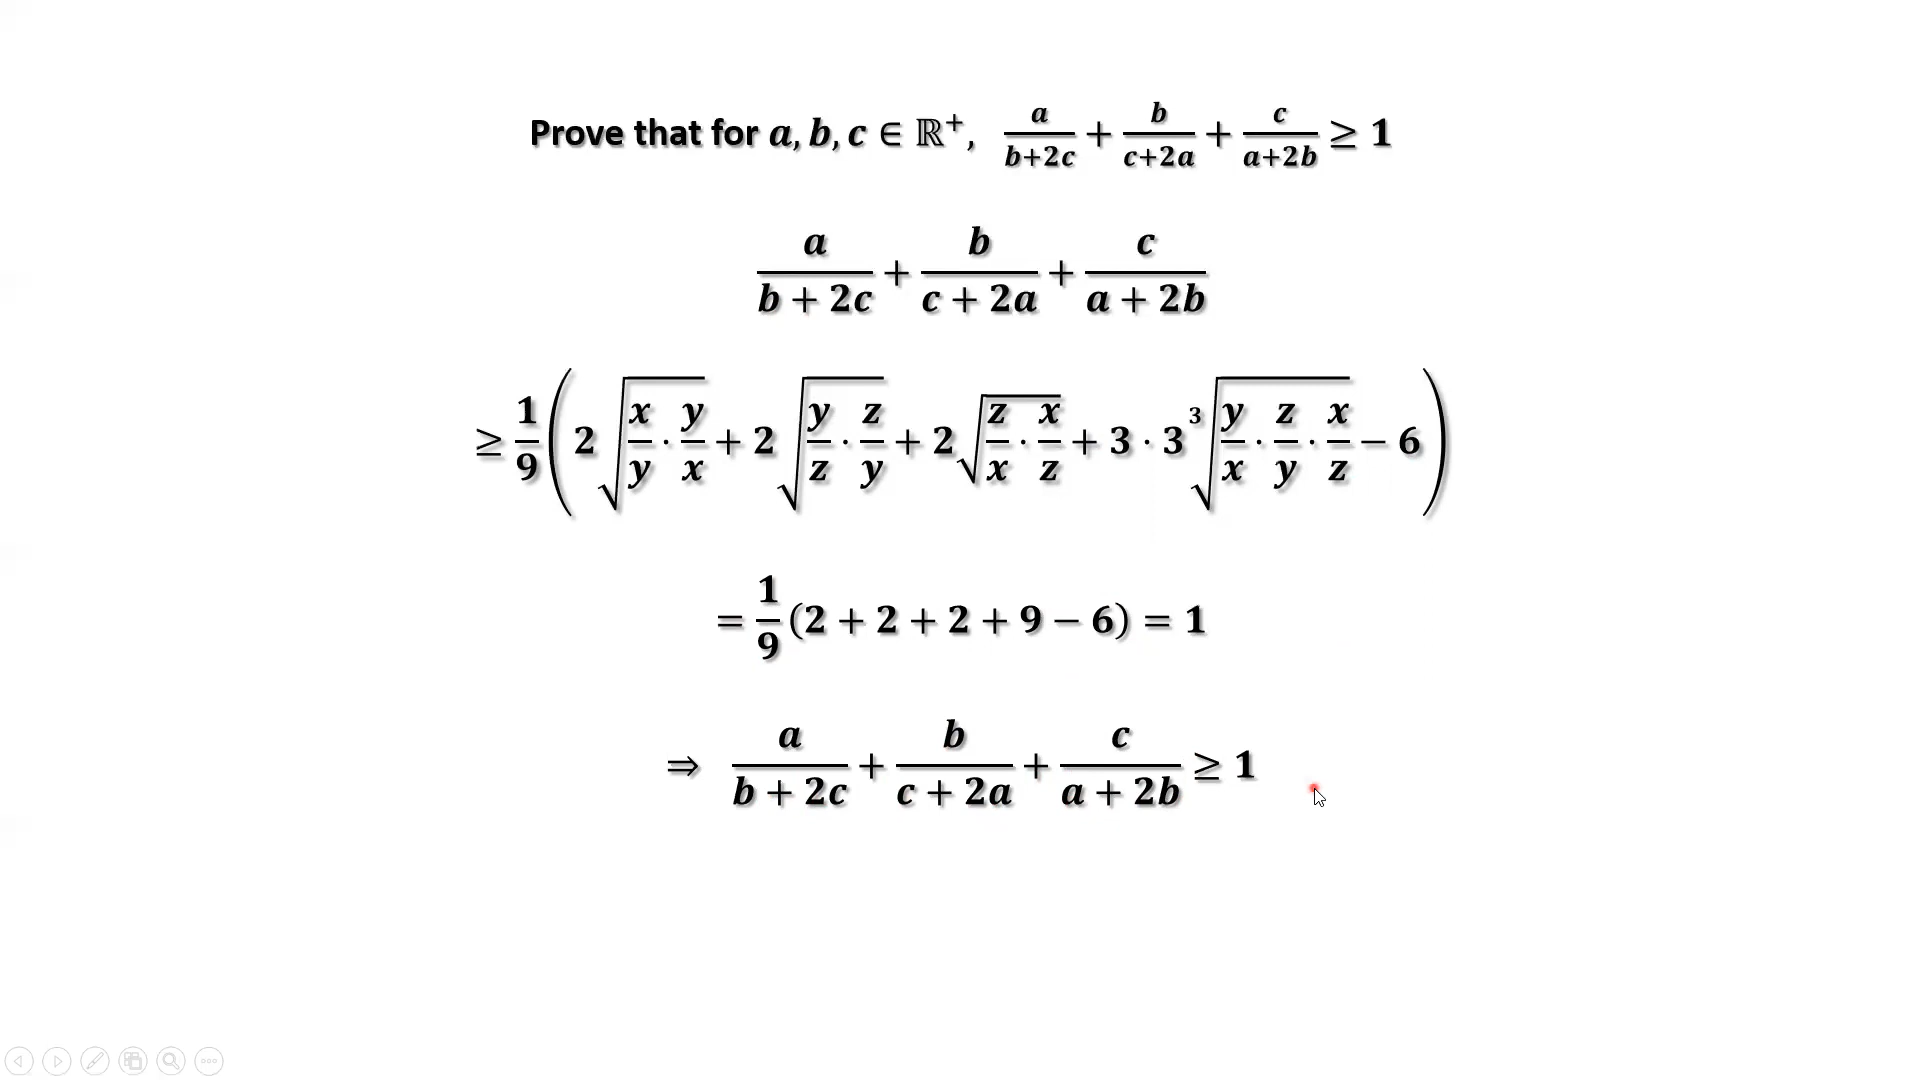 Prove that for a, b, c ∈ ℝ⁺, a/(b+2c) + b/(c+2a) + c/(a+2b) ≥ 1
a/(b + 2c) + b/(c + 2a) + c/(a + 2b)
≥ 1/9 (2√(x/y · y/x) + 2√(y/z · z/y) + 2√(z/x · x/z) + 3 · 3∛(y/x · z/y · x/z) − 6)
= 1/9 (2 + 2 + 2 + 9 − 6) = 1
⇒ a/(b + 2c) + b/(c + 2a) + c/(a + 2b) ≥ 1